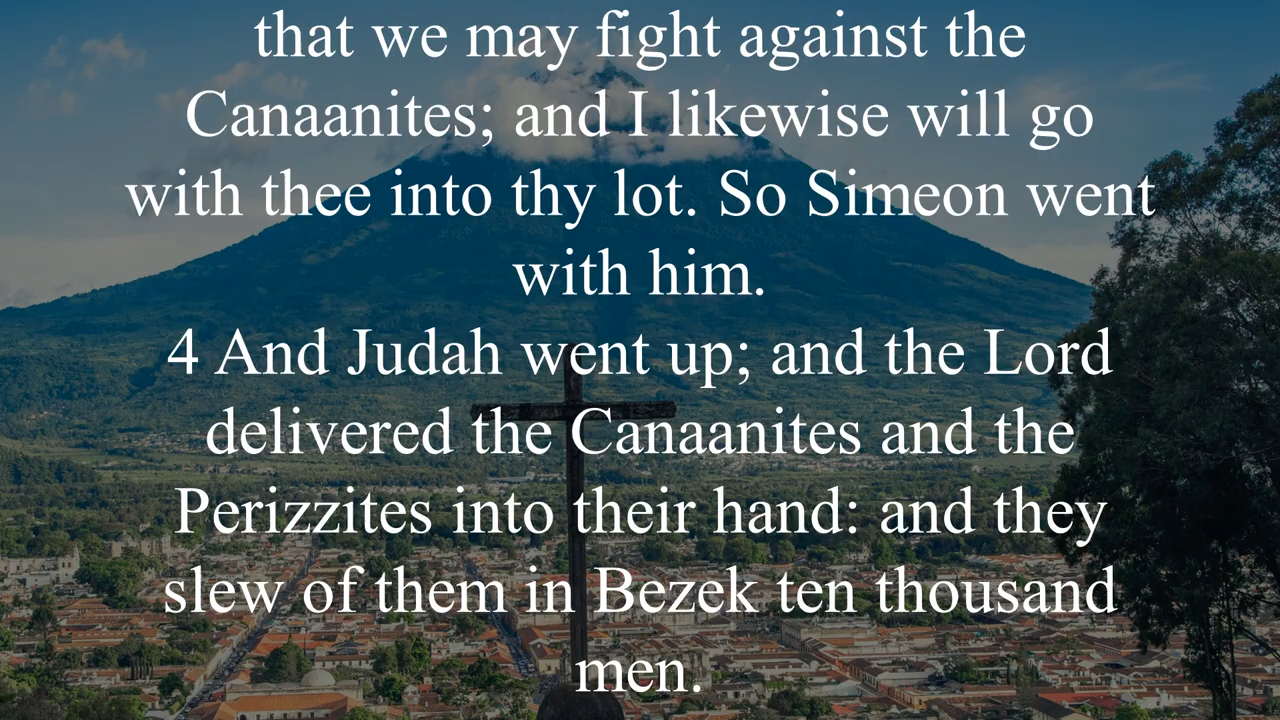 that we may fight against the
Canaanites; and I likewise will go
with thee into thy lot. So Simeon went
with him.
4 And Judah went up; and the Lord
delivered the Canaanites and the
Perizzites into their hand: and they
slew of them in Bezek ten thousand
men.